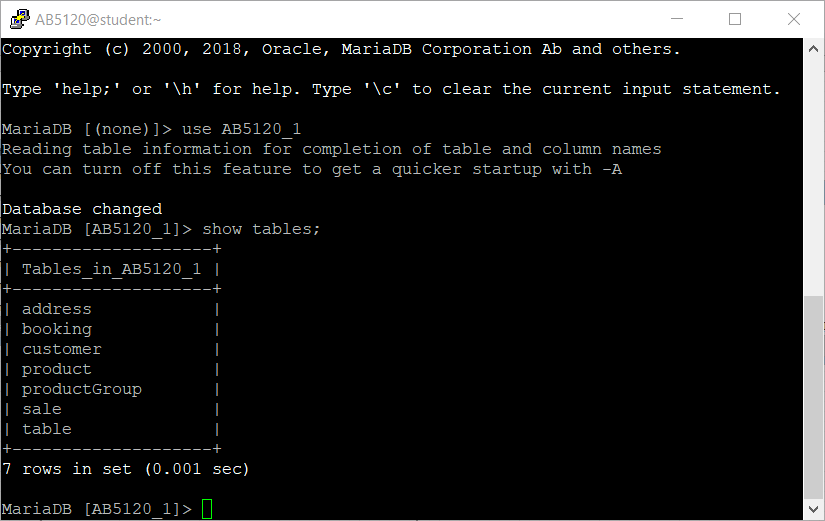 AB5120@student:~
Copyright (c) 2000, 2018, Oracle, MariaDB Corporation Ab and others.
Type 'help;' or '\h' for help. Type '\c' to clear the current input statement.
MariaDB [(none)]> use AB5120_1
Reading table information for completion of table and column names
You can turn off this feature to get a quicker startup with -A
Database changed
MariaDB [AB5120_1]> show tables;
+--------------------+
| Tables_in_AB5120_1 |
+--------------------+
| address            |
| booking            |
| customer           |
| product            |
| productGroup       |
| sale               |
| table              |
+--------------------+
7 rows in set (0.001 sec)
MariaDB [AB5120_1]>